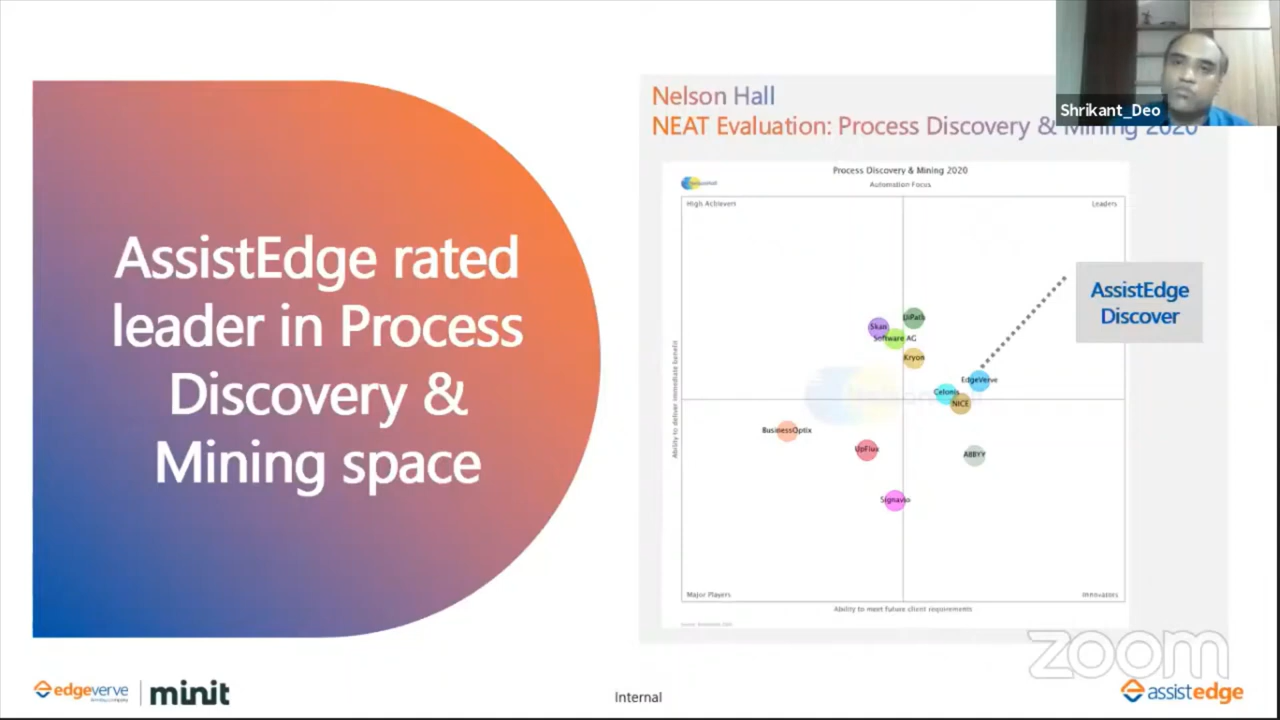 AssistEdge rated
leader in Process
Discovery &
Mining space
Nelson Hall
NEAT Evaluation: Process Discovery & Mining 2020
Shrikant_Deo
Process Discovery & Mining 2020
Automation Focus
High Achievers
Leaders
AssistEdge
Discover
UiPath
Skan
Software AG
Kryon
EdgeVerve
Celonis
NICE
BusinessOptix
UpFlux
ABBYY
Signavio
Ability to deliver immediate benefit
Major Players
Innovators
Ability to meet future client requirements
zoom
edgeverve
minit
Internal
assistedge